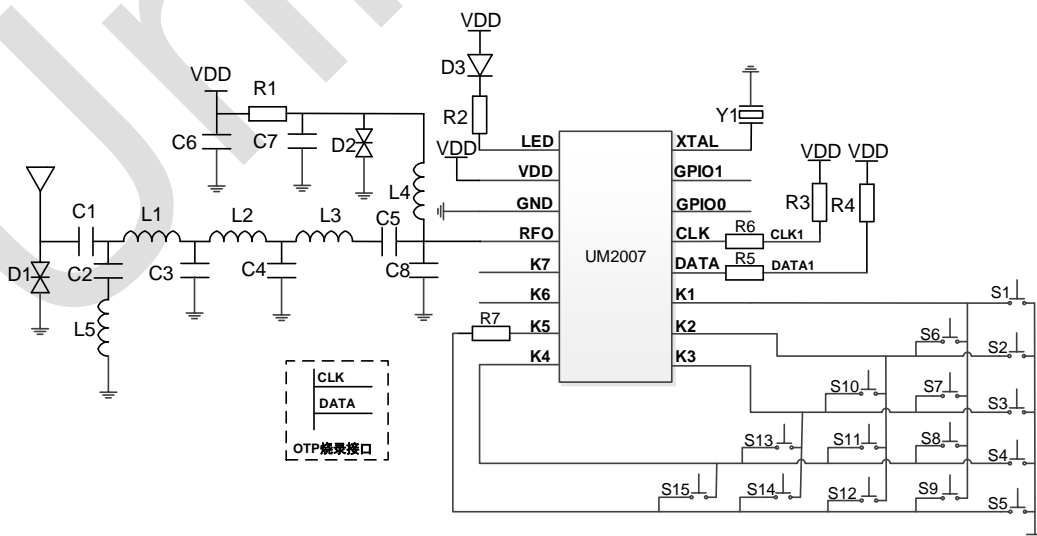 VDD
D3
R2
VDD
R1
C6
C7
D2
VDD
L4
Y1
VDD VDD
R3
R4
LED
VDD
GND
RFO
K7
K6
K5
K4
UM2007
XTAL
GPIO1
GPIO0
CLK
DATA
K1
K2
K3
R6
CLK1
R5
DATA1
C1
L1
L2
L3
C5
D1
C2
C3
C4
C8
L5
R7
CLK
DATA
OTP烧录接口
S1
S6
S2
S10
S7
S3
S13
S11
S8
S4
S15
S14
S12
S9
S5